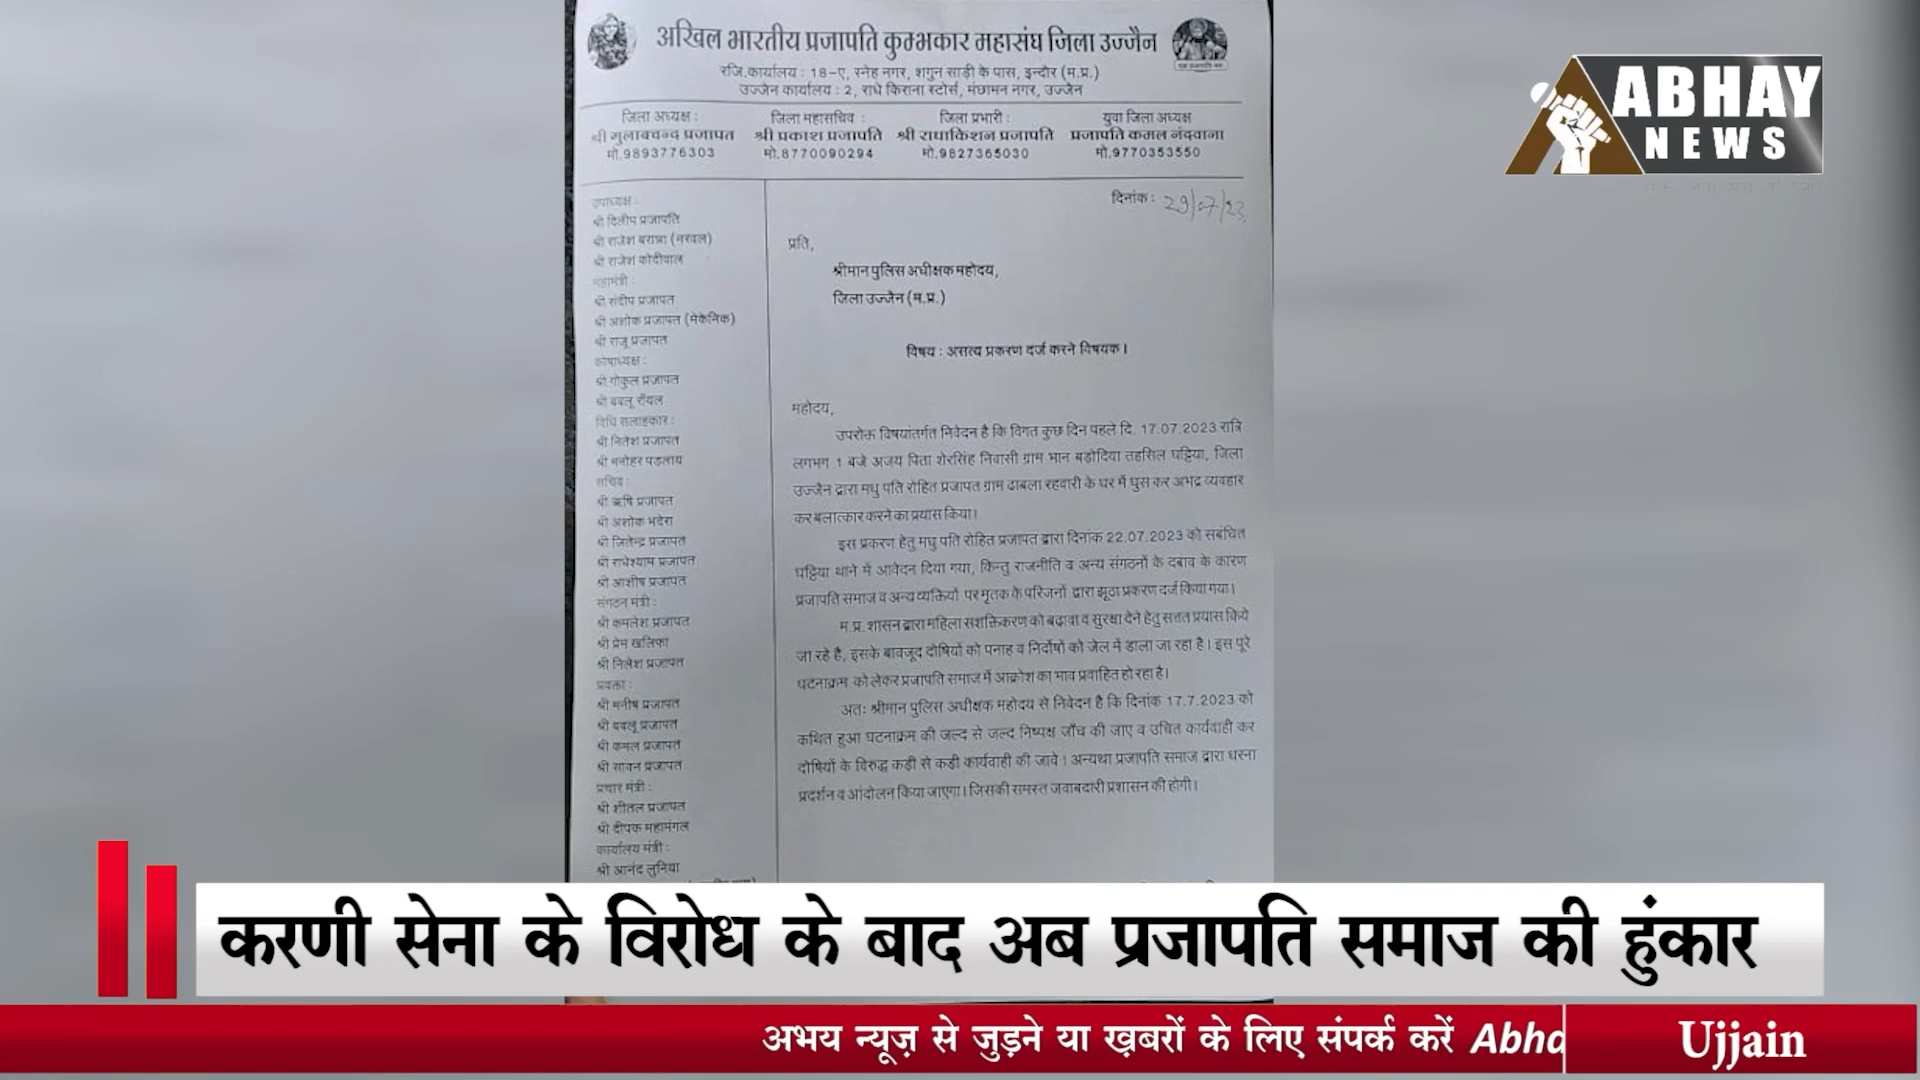 अखिल भारतीय प्रजापति कुम्भकार महासंघ जिला उज्जैन
रजि.कार्यालय : 18-ए, स्नेह नगर, शगुन साड़ी के पास, इन्दौर (म.प्र.)
उज्जैन कार्यालय : 2, राधे किराना स्टोर्स, मंछामन नगर, उज्जैन
जिला अध्यक्ष : जिला महासचिव : जिला प्रभारी : युवा जिला अध्यक्ष
श्री गुलाबचन्द प्रजापत श्री प्रकाश प्रजापति श्री राधाकिशन प्रजापति प्रजापति कमल नंदवाना
मो.9893776303 मो.8770090294 मो.9827365030 मो.9770353550
ABHAY
NEWS
दिनांक : 29/07/23
उपाध्यक्ष :
श्री दिलीप प्रजापति
श्री राजेश बरान्रा (नरवल)
श्री राजेश कोदीवाल
महामंत्री :
श्री संदीप प्रजापत
श्री अशोक प्रजापत (मेकेनिक)
श्री राजू प्रजापत
कोषाध्यक्ष :
श्री गोकुल प्रजापत
श्री बबलू रॉयल
विधि सलाहकार :
श्री नितेश प्रजापत
श्री मनोहर पडलाय
सचिव :
श्री ऋषि प्रजापत
श्री अशोक भदेरा
श्री जितेन्द्र प्रजापत
श्री राधेश्याम प्रजापत
श्री आशीष प्रजापत
संगठन मंत्री :
श्री कमलेश प्रजापत
श्री प्रेम खलिफा
श्री निलेश प्रजापत
प्रवक्ता :
श्री मनीष प्रजापत
श्री बबलू प्रजापत
श्री कमल प्रजापत
श्री सावन प्रजापत
प्रचार मंत्री :
श्री शीतल प्रजापत
श्री दीपक महामंगल
कार्यालय मंत्री :
श्री आनंद लुनिया
प्रति,
श्रीमान पुलिस अधीक्षक महोदय,
जिला उज्जैन (म.प्र.)
विषय : असत्य प्रकरण दर्ज करने विषयक ।
महोदय,
उपरोक्त विषयांतर्गत निवेदन है कि विगत कुछ दिन पहले दि. 17.07.2023 रात्रि
लगभग 1 बजे अजय पिता शेरसिंह निवासी ग्राम भान बडोदिया तहसिल घट्टिया, जिला
उज्जैन द्वारा मधु पति रोहित प्रजापत ग्राम ढाबला रहवारी के घर में घुस कर अभद्र व्यवहार
कर बलात्कार करने का प्रयास किया।
इस प्रकरण हेतु मधु पति रोहित प्रजापत द्वारा दिनांक 22.07.2023 को संबंधित
घट्टिया थाने में आवेदन दिया गया, किन्तु राजनीति व अन्य संगठनों के दबाव के कारण
प्रजापति समाज व अन्य व्यक्तियों पर मृतक के परिजनों द्वारा झूठा प्रकरण दर्ज किया गया।
म.प्र. शासन द्वारा महिला सशक्तिकरण को बढ़ावा व सुरक्षा देने हेतु सतत प्रयास किये
जा रहे है, इसके बावजूद दोषियों को पनाह व निर्दोषों को जेल में डाला जा रहा है। इस पूरे
घटनाक्रम को लेकर प्रजापति समाज में आक्रोश का भाव प्रवाहित हो रहा है।
अतः श्रीमान पुलिस अधीक्षक महोदय से निवेदन है कि दिनांक 17.7.2023 को
कथित हुआ घटनाक्रम की जल्द से जल्द निष्पक्ष जाँच की जाए व उचित कार्यवाही कर
दोषियों के विरुद्ध कड़ी से कड़ी कार्यवाही की जावे । अन्यथा प्रजापति समाज द्वारा धरना
प्रदर्शन व आंदोलन किया जाएगा। जिसकी समस्त जवाबदारी प्रशासन की होगी।
करणी सेना के विरोध के बाद अब प्रजापति समाज की हुंकार
अभय न्यूज़ से जुड़ने या ख़बरों के लिए संपर्क करें Abha
Ujjain